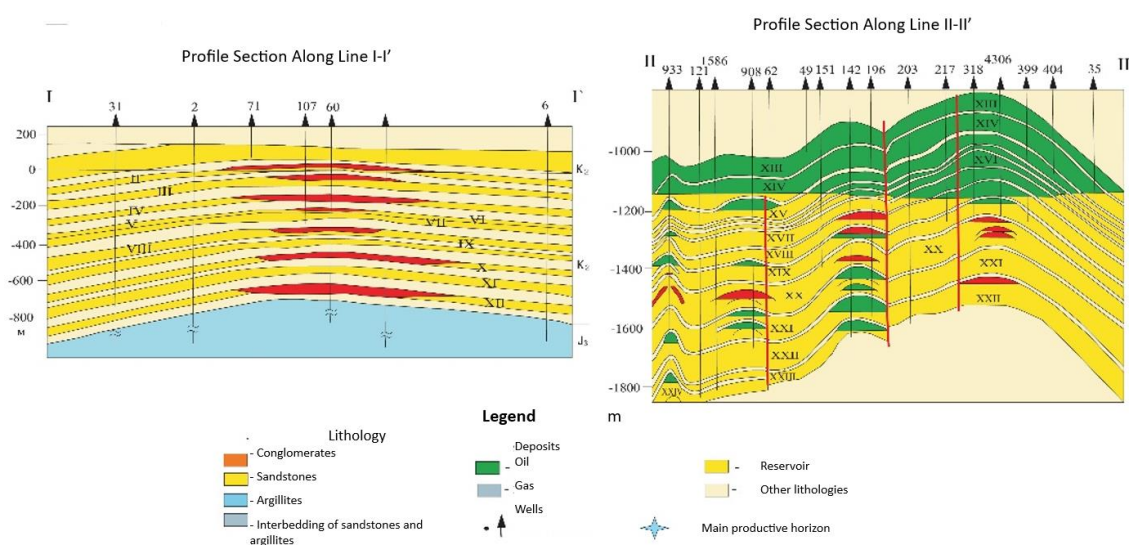 Profile Section Along Line I-I'
I
I`
31
2
71
107
60
6
200
0
-200
-400
-600
-800
м
II
III
IV
V
VIII
VII
VI
IX
X
XI
XII
K₂
K₂
J₃
Profile Section Along Line II-II'
II
II
933
121
1586
908
62
49
151
142
196
203
217
318
4306
399
404
35
-1000
-1200
-1400
-1600
-1800
m
XIII
XIV
XV
XVII
XVIII
XIX
XX
XXI
XXII
XXIII
XXIV
XX
XIII
XIV
XVI
XXI
XXII
Legend
Lithology
- Conglomerates
- Sandstones
- Argillites
- Interbedding of sandstones and
argillites
Deposits
- Oil
- Gas
Wells
- Reservoir
- Other lithologies
Main productive horizon